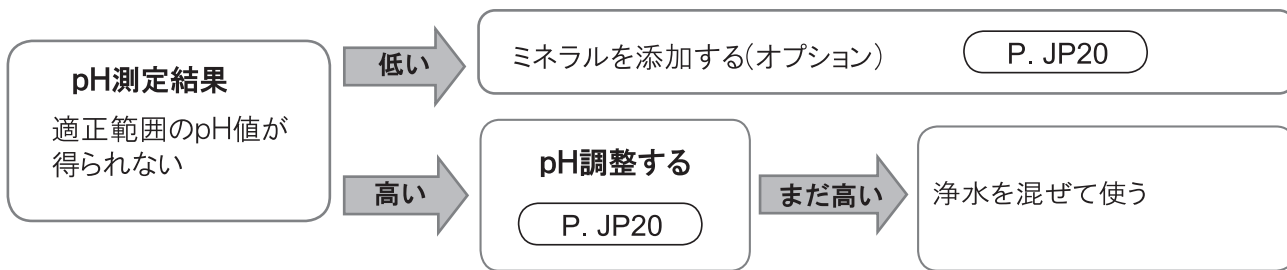 pH測定結果
適正範囲のpH値が
得られない
低い
ミネラルを添加する(オプション)
P. JP20
高い
pH調整する
P. JP20
まだ高い
浄水を混ぜて使う